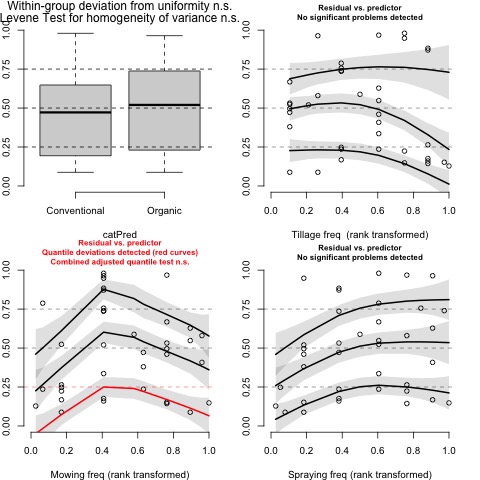 Within-group deviation from uniformity n.s.
Levene Test for homogeneity of variance n.s.
0.00 0.25 0.50 0.75 1.00
Conventional Organic
catPred
Residual vs. predictor
No significant problems detected
0.00 0.25 0.50 0.75 1.00
0.0 0.2 0.4 0.6 0.8 1.0
Tillage freq (rank transformed)
Residual vs. predictor
Quantile deviations detected (red curves)
Combined adjusted quantile test n.s.
0.00 0.25 0.50 0.75 1.00
0.0 0.2 0.4 0.6 0.8 1.0
Mowing freq (rank transformed)
Residual vs. predictor
No significant problems detected
0.00 0.25 0.50 0.75 1.00
0.0 0.2 0.4 0.6 0.8 1.0
Spraying freq (rank transformed)